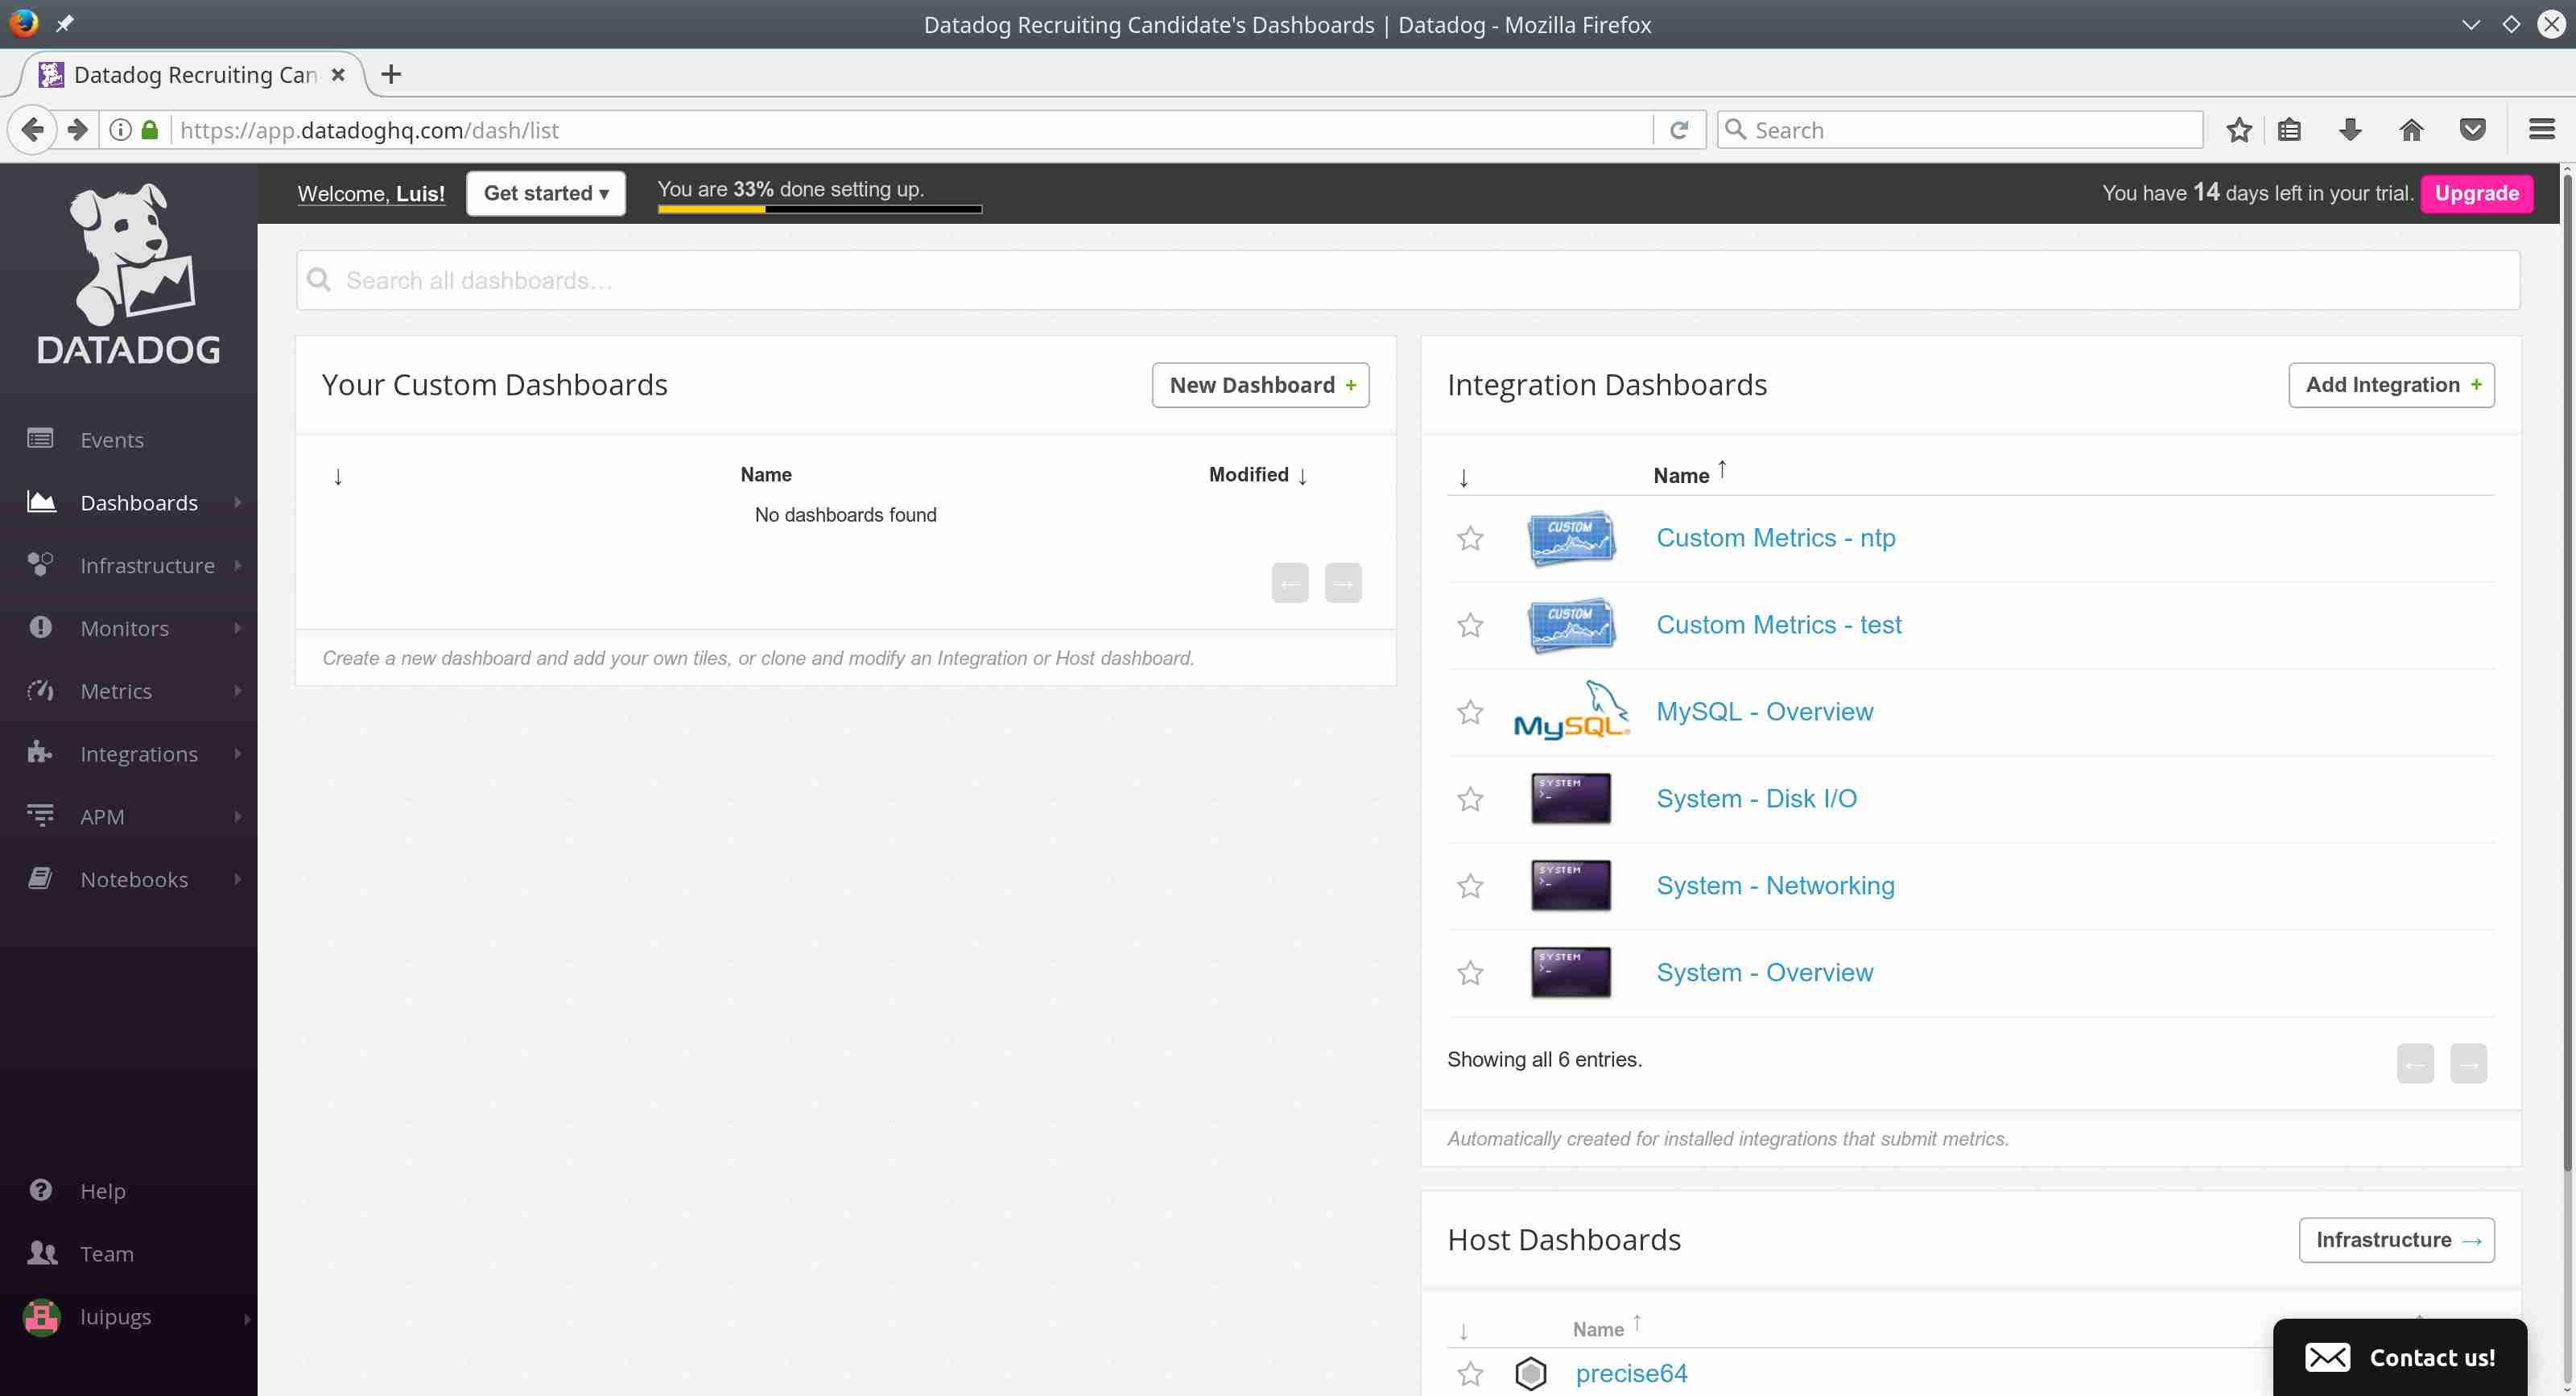 Datadog Recruiting Candidate's Dashboards | Datadog - Mozilla Firefox
Datadog Recruiting Can
https://app.datadoghq.com/dash/list
Search
DATADOG
Welcome, Luis!
Get started ▾
You are 33% done setting up.
You have 14 days left in your trial.
Upgrade
Search all dashboards...
Events
Dashboards
Infrastructure
Monitors
Metrics
Integrations
APM
Notebooks
Help
Team
luipugs
Your Custom Dashboards
New Dashboard +
↓ Name Modified ↓
No dashboards found
← →
Create a new dashboard and add your own tiles, or clone and modify an Integration or Host dashboard.
Integration Dashboards
Add Integration +
↓ Name ↑
CUSTOM
Custom Metrics - ntp
CUSTOM
Custom Metrics - test
MySQL
MySQL - Overview
SYSTEM
System - Disk I/O
SYSTEM
System - Networking
SYSTEM
System - Overview
Showing all 6 entries.
← →
Automatically created for installed integrations that submit metrics.
Host Dashboards
Infrastructure →
↓ Name ↑
precise64
Contact us!